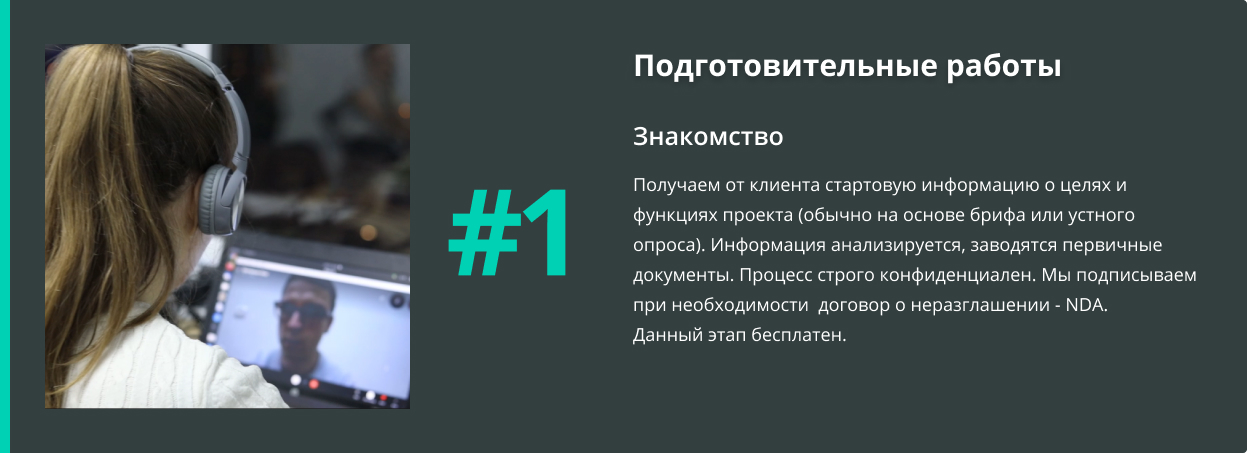 Подготовительные работы
#1
Знакомство
Получаем от клиента стартовую информацию о целях и
функциях проекта (обычно на основе брифа или устного
опроса). Информация анализируется, заводятся первичные
документы. Процесс строго конфиденциален. Мы подписываем
при необходимости  договор о неразглашении - NDA.
Данный этап бесплатен.